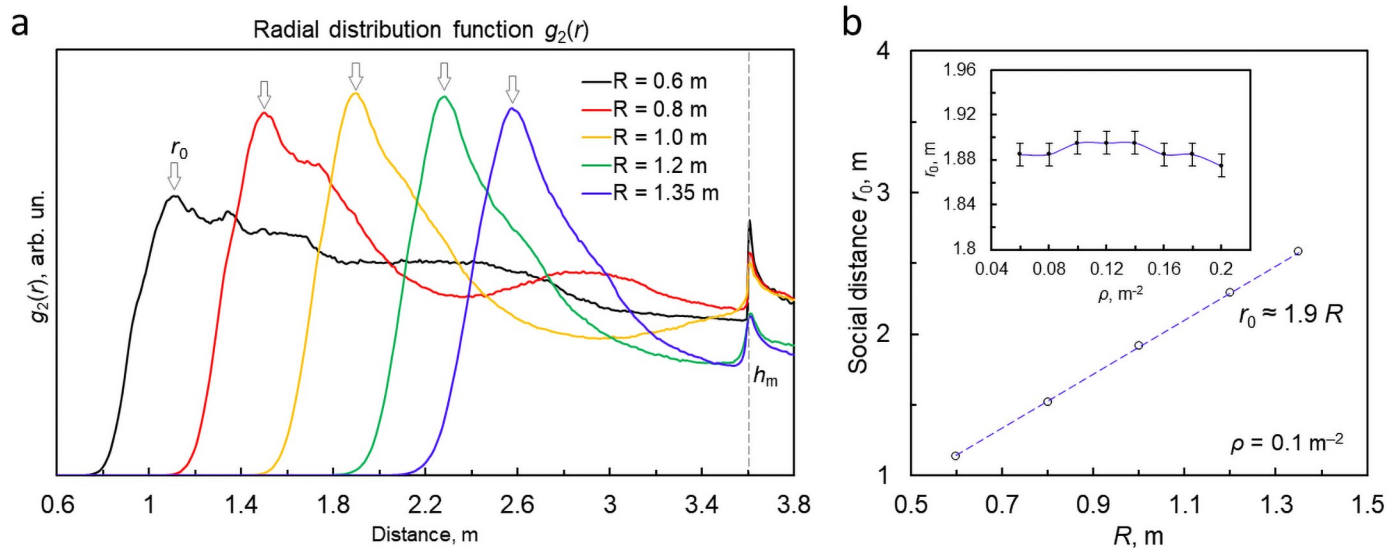 a
Radial distribution function g₂(r)
r₀
R = 0.6 m
R = 0.8 m
R = 1.0 m
R = 1.2 m
R = 1.35 m
hₘ
g₂(r), arb. un.
0.6 1 1.4 1.8 2.2 2.6 3 3.4 3.8
Distance, m
b
4
3
2
1
Social distance r₀, m
1.96
1.92
1.88
1.84
1.8
r₀, m
0.04 0.08 0.12 0.16 0.2
ρ, m⁻²
r₀ ≈ 1.9 R
ρ = 0.1 m⁻²
0.5 0.7 0.9 1.1 1.3 1.5
R, m